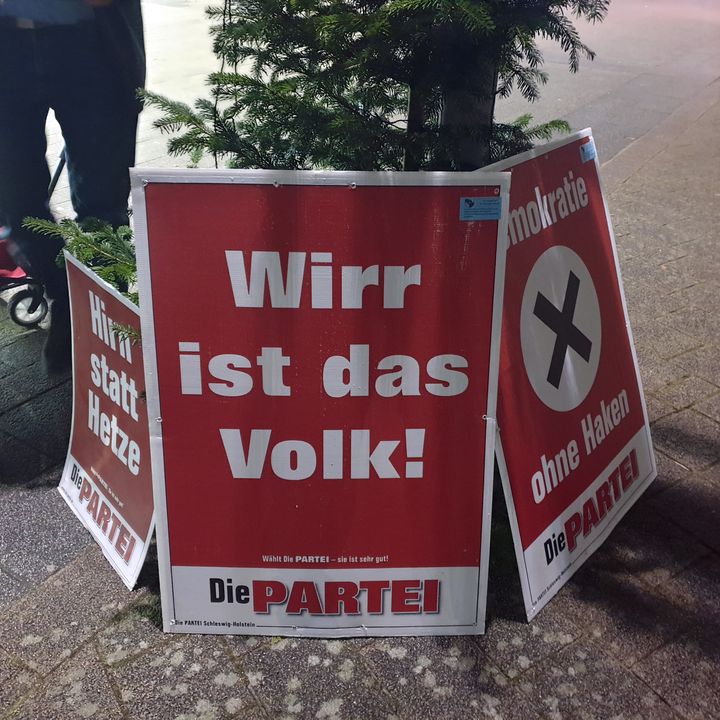 Hirn
statt
Hetze
Die PARTEI
Wirr
ist das
Volk!
Wählt Die PARTEI – sie ist sehr gut!
Die PARTEI
Die PARTEI Schleswig-Holstein
mokratie
ohne Haken
Die PARTEI